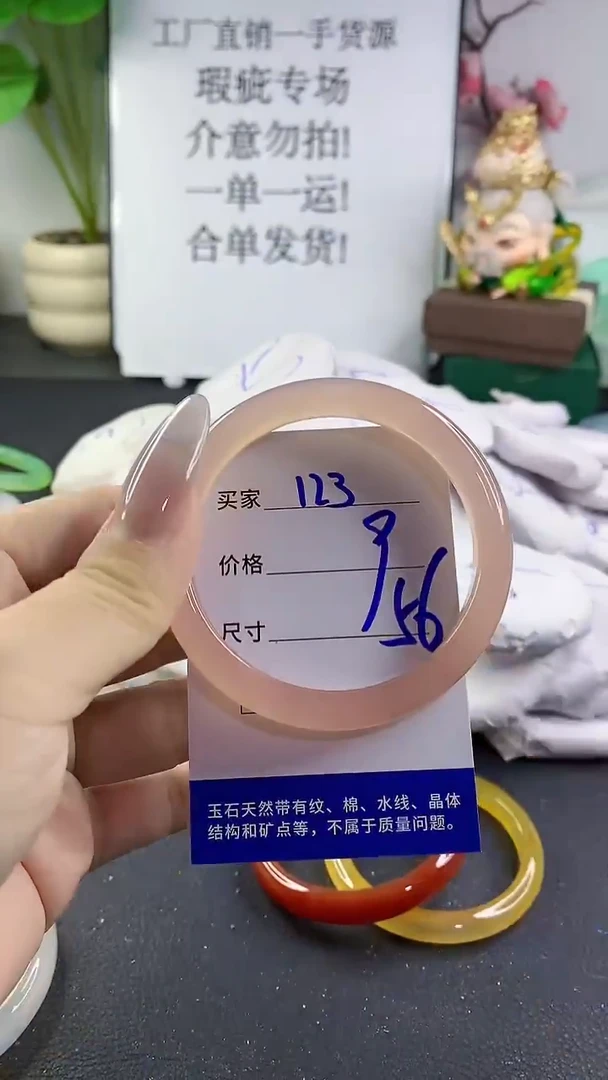 工厂直销一手货源
瑕疵专场
介意勿拍!
一单一运!
合单发货!
买家 123
价格 9
尺寸 56
玉石天然带有纹、棉、水线、晶体
结构和矿点等，不属于质量问题。